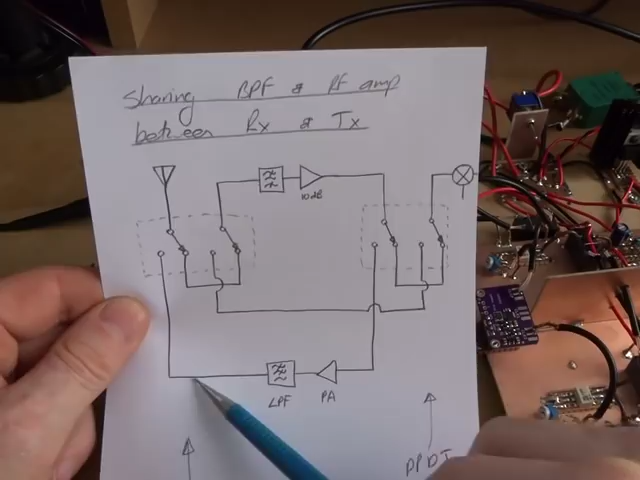 Sharing BPF & RF amp
between Rx & Tx
10dB
LPF
PA
DPDT